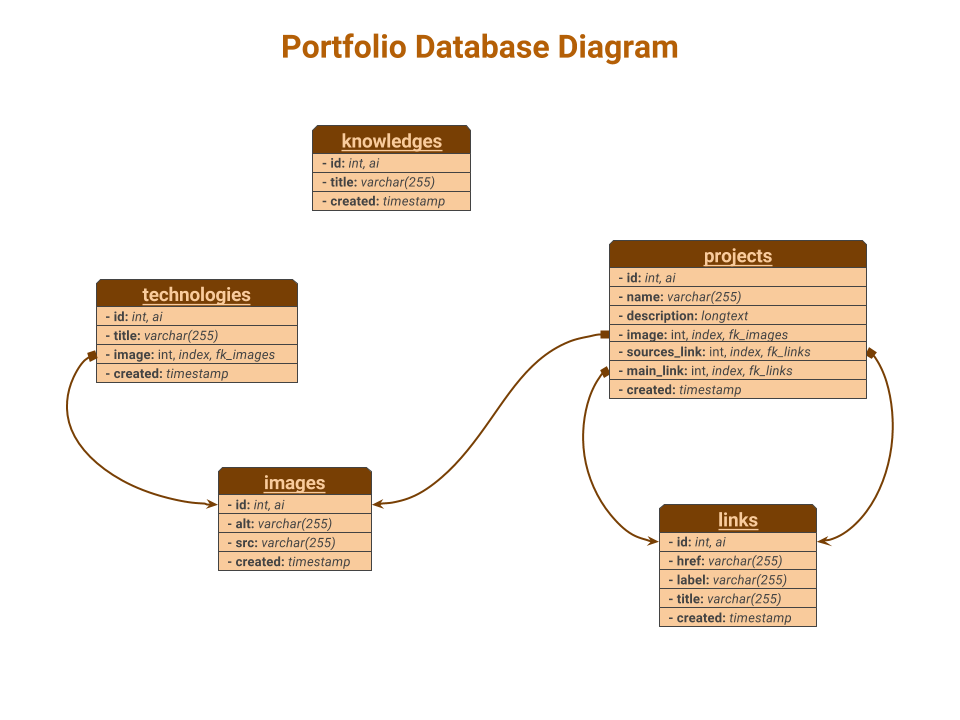 Portfolio Database Diagram
knowledges
- id: int, ai
- title: varchar(255)
- created: timestamp
technologies
- id: int, ai
- title: varchar(255)
- image: int, index, fk_images
- created: timestamp
projects
- id: int, ai
- name: varchar(255)
- description: longtext
- image: int, index, fk_images
- sources_link: int, index, fk_links
- main_link: int, index, fk_links
- created: timestamp
images
- id: int, ai
- alt: varchar(255)
- src: varchar(255)
- created: timestamp
links
- id: int, ai
- href: varchar(255)
- label: varchar(255)
- title: varchar(255)
- created: timestamp